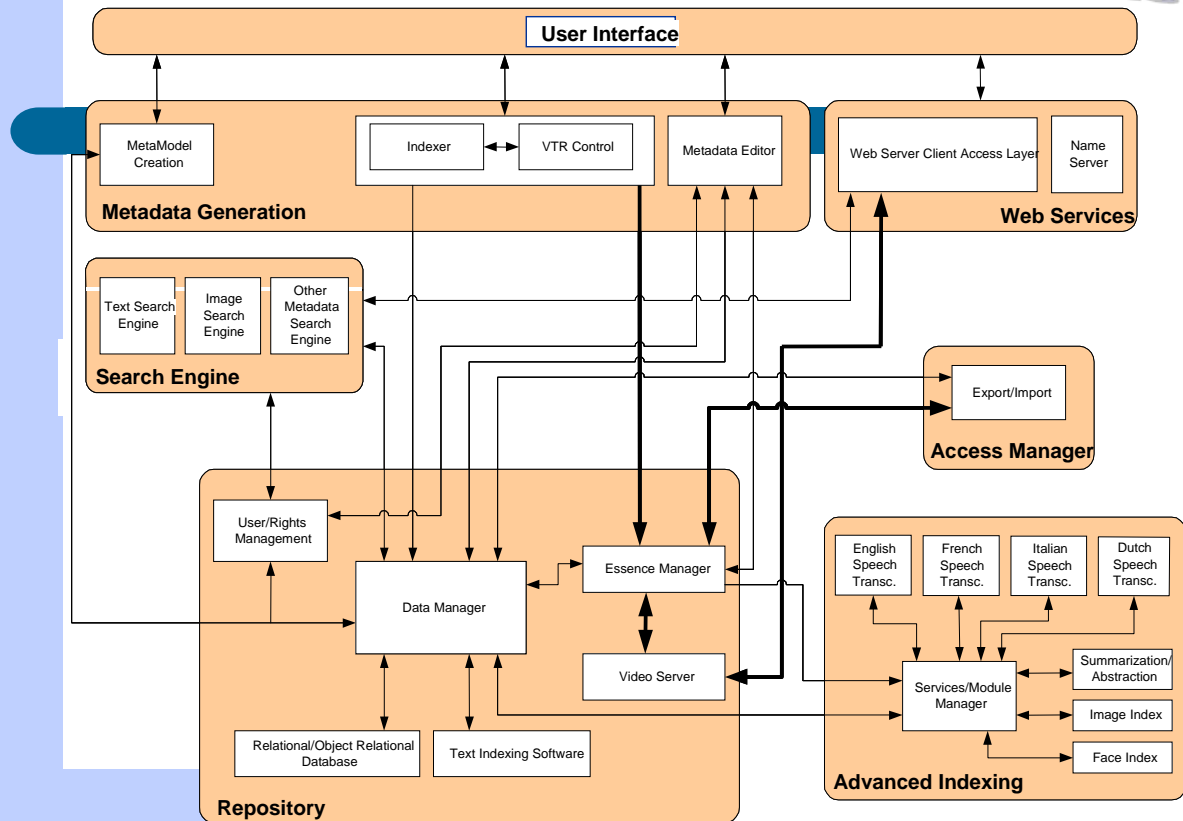 User Interface
MetaModel
Creation
Indexer
VTR Control
Metadata Editor
Metadata Generation
Web Server Client Access Layer
Name
Server
Web Services
Text Search
Engine
Image
Search
Engine
Other
Metadata
Search
Engine
Search Engine
Export/Import
Access Manager
User/Rights
Management
Data Manager
Essence Manager
Video Server
Relational/Object Relational
Database
Text Indexing Software
Repository
English
Speech
Transc.
French
Speech
Transc.
Italian
Speech
Transc.
Dutch
Speech
Transc.
Services/Module
Manager
Summarization/
Abstraction
Image Index
Face Index
Advanced Indexing